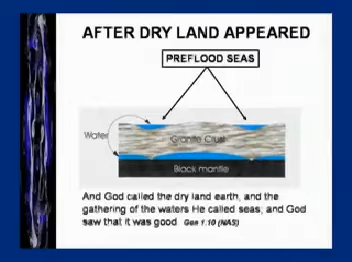 AFTER DRY LAND APPEARED
PREFLOOD SEAS
Water
Granite Crust
Black mantle
And God called the dry land earth, and the
gathering of the waters He called seas; and God
saw that it was good. Gen 1:10 (NAS)